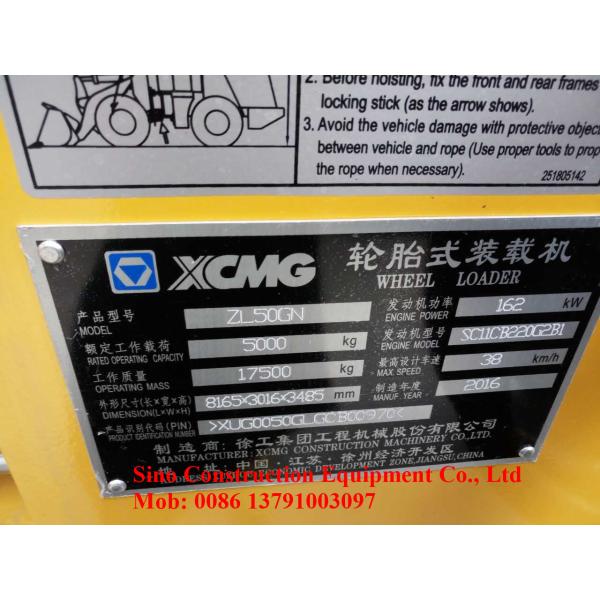 2. Before hoisting, fix the front and rear frames
locking stick (as the arrow shows).
3. Avoid the vehicle damage with protective objec
between vehicle and rope (Use proper tools to prop
the rope when necessary).
251805142
XCMG 轮胎式装载机
WHEEL LOADER
产品型号 ZL50GN 发动机功率 162 kW
MODEL ENGINE POWER
额定工作载荷 5000 kg 发动机型号 SC11CB220G2B1
RATED OPERATING CAPACITY ENGINE MODEL
工作质量 17500 kg 最高设计车速 38 km/h
OPERATING MASS MAX.SPEED
外形尺寸(长×宽×高) 8165×3016×3485 mm 制造年度 2016
DIMENSION(L×W×H) MANUF.YEAR
产品识别代码(PIN)
PRODUCT IDENTIFICATION NUMBER
制造商:徐工集团工程机械股份有限公司
MANUFACTURER: XCMG CONSTRUCTION MACHINERY CO.,LTD.
地址:中国·江苏·徐州经济开发区
DEVELOPMENT ZONE,JIANGSU,CHINA
Sino Construction Equipment Co., Ltd
Mob: 0086 13791003097